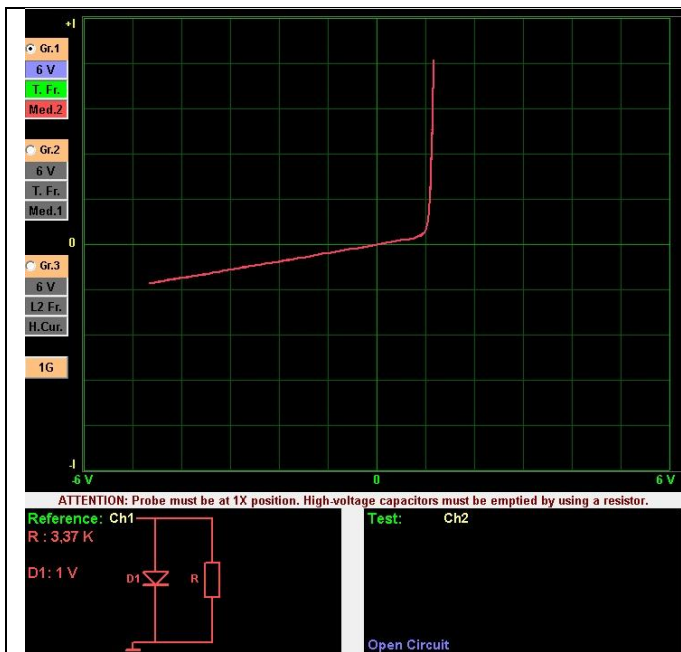 +I
Gr.1
6 V
T. Fr.
Med.2
Gr.2
6 V
T. Fr.
Med.1
0
Gr.3
6 V
L2 Fr.
H.Cur.
1G
-I
-6 V 0 6 V
ATTENTION: Probe must be at 1X position. High-voltage capacitors must be emptied by using a resistor.
Reference: Ch1
R : 3,37 K
D1: 1 V
D1 R
Test: Ch2
Open Circuit